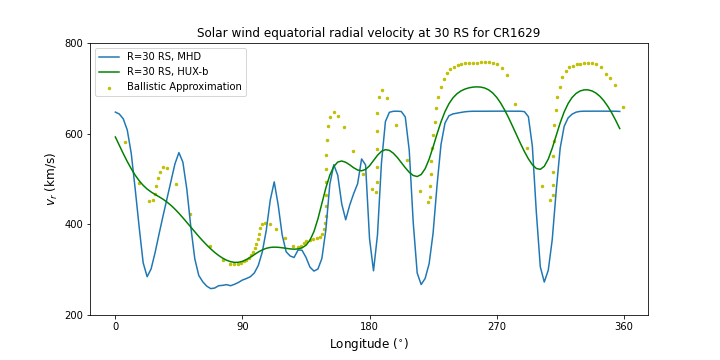 Solar wind equatorial radial velocity at 30 RS for CR1629
800
600
400
200
v_r (km/s)
R=30 RS, MHD
R=30 RS, HUX-b
Ballistic Approximation
0 90 180 270 360
Longitude (°)